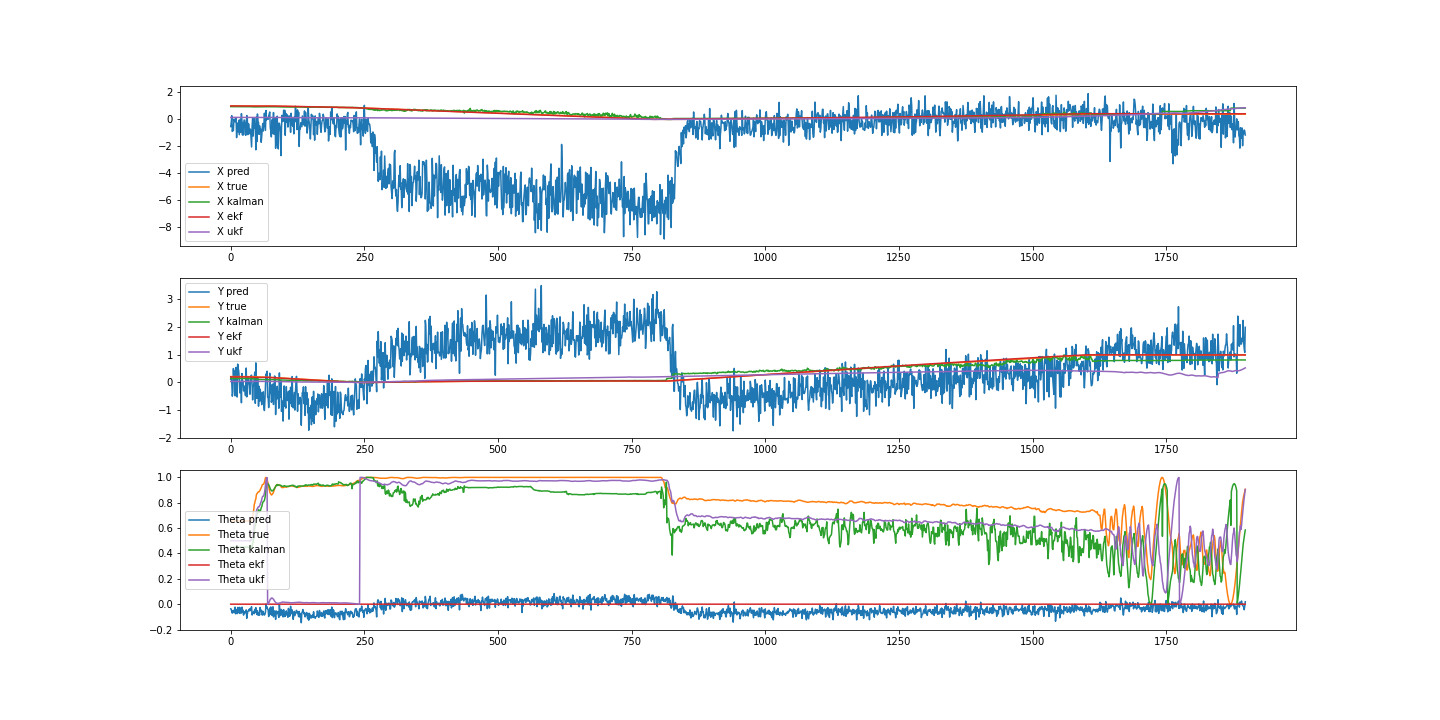 2
0
−2
−4
−6
−8
X pred
X true
X kalman
X ekf
X ukf
0 250 500 750 1000 1250 1500 1750
3
2
1
0
−1
−2
Y pred
Y true
Y kalman
Y ekf
Y ukf
0 250 500 750 1000 1250 1500 1750
1.0
0.8
0.6
0.4
0.2
0.0
−0.2
Theta pred
Theta true
Theta kalman
Theta ekf
Theta ukf
0 250 500 750 1000 1250 1500 1750